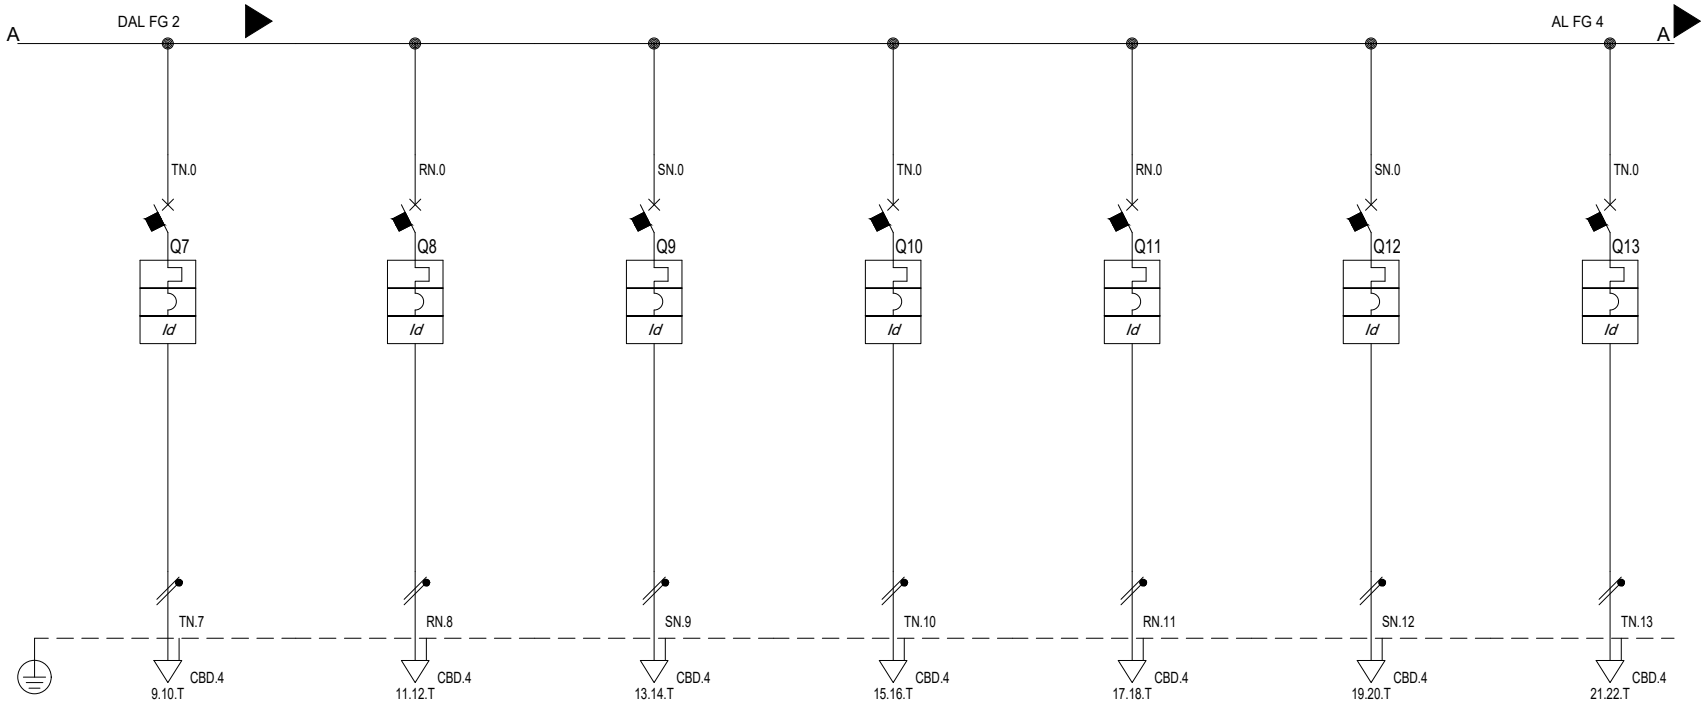 DAL FG 2
AL FG 4
A
A
TN.0
RN.0
SN.0
TN.0
RN.0
SN.0
TN.0
Q7
Q8
Q9
Q10
Q11
Q12
Q13
Id
Id
Id
Id
Id
Id
Id
TN.7
RN.8
SN.9
TN.10
RN.11
SN.12
TN.13
CBD.4
CBD.4
CBD.4
CBD.4
CBD.4
CBD.4
CBD.4
9.10.T
11.12.T
13.14.T
15.16.T
17.18.T
19.20.T
21.22.T